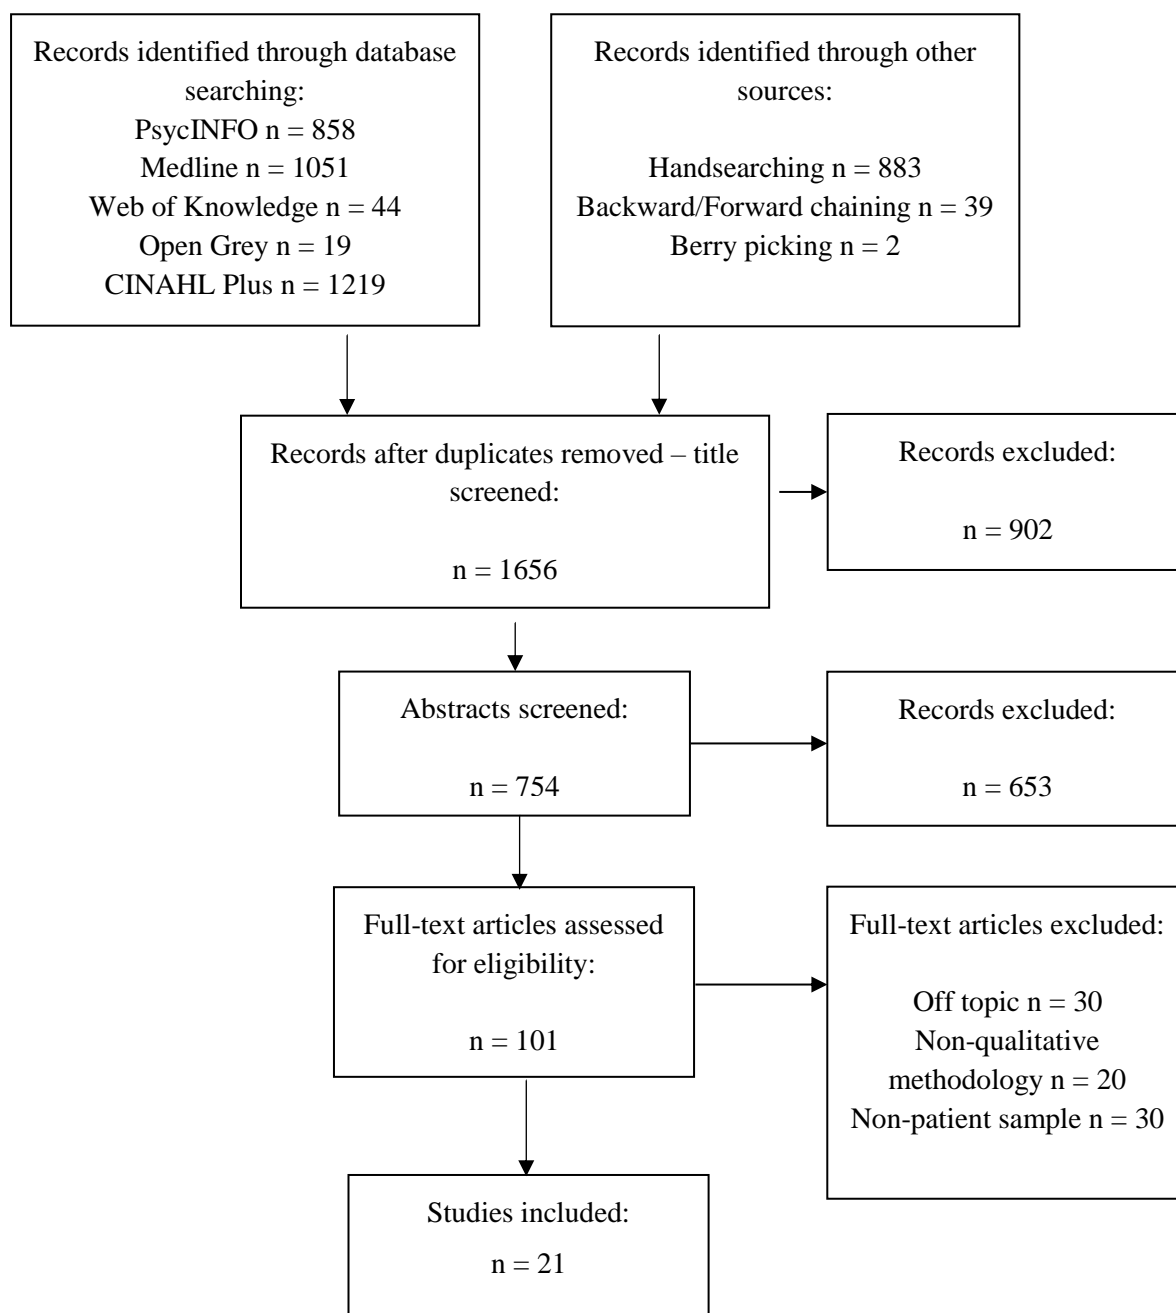 Records identified through database
searching:
PsycINFO n = 858
Medline n = 1051
Web of Knowledge n = 44
Open Grey n = 19
CINAHL Plus n = 1219
Records identified through other
sources:
Handsearching n = 883
Backward/Forward chaining n = 39
Berry picking n = 2
Records after duplicates removed – title
screened:
n = 1656
Records excluded:
n = 902
Abstracts screened:
n = 754
Records excluded:
n = 653
Full-text articles assessed
for eligibility:
n = 101
Full-text articles excluded:
Off topic n = 30
Non-qualitative
methodology n = 20
Non-patient sample n = 30
Studies included:
n = 21